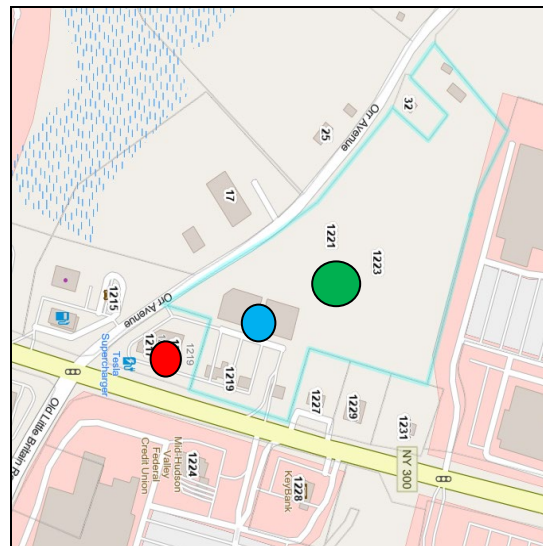 32
Orr Avenue
25
17
1221
1223
1215
Orr Avenue
1217
1219
Tesla
Supercharger
1219
1227
1229
1231
NY 300
Old Little Britain R
1224
Mid-Hudson
Valley
Federal
Credit Union
1228
KeyBank